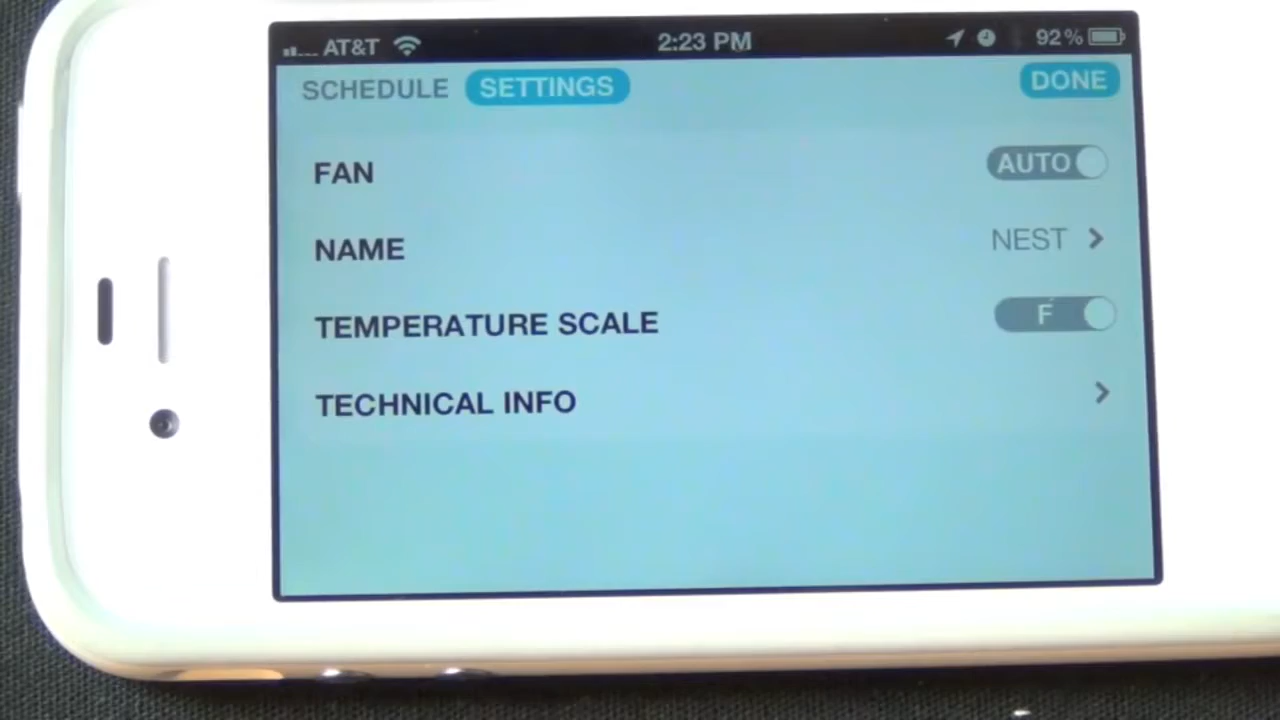 AT&T 2:23 PM 92%
SCHEDULE SETTINGS DONE
FAN AUTO
NAME NEST >
TEMPERATURE SCALE F
TECHNICAL INFO >